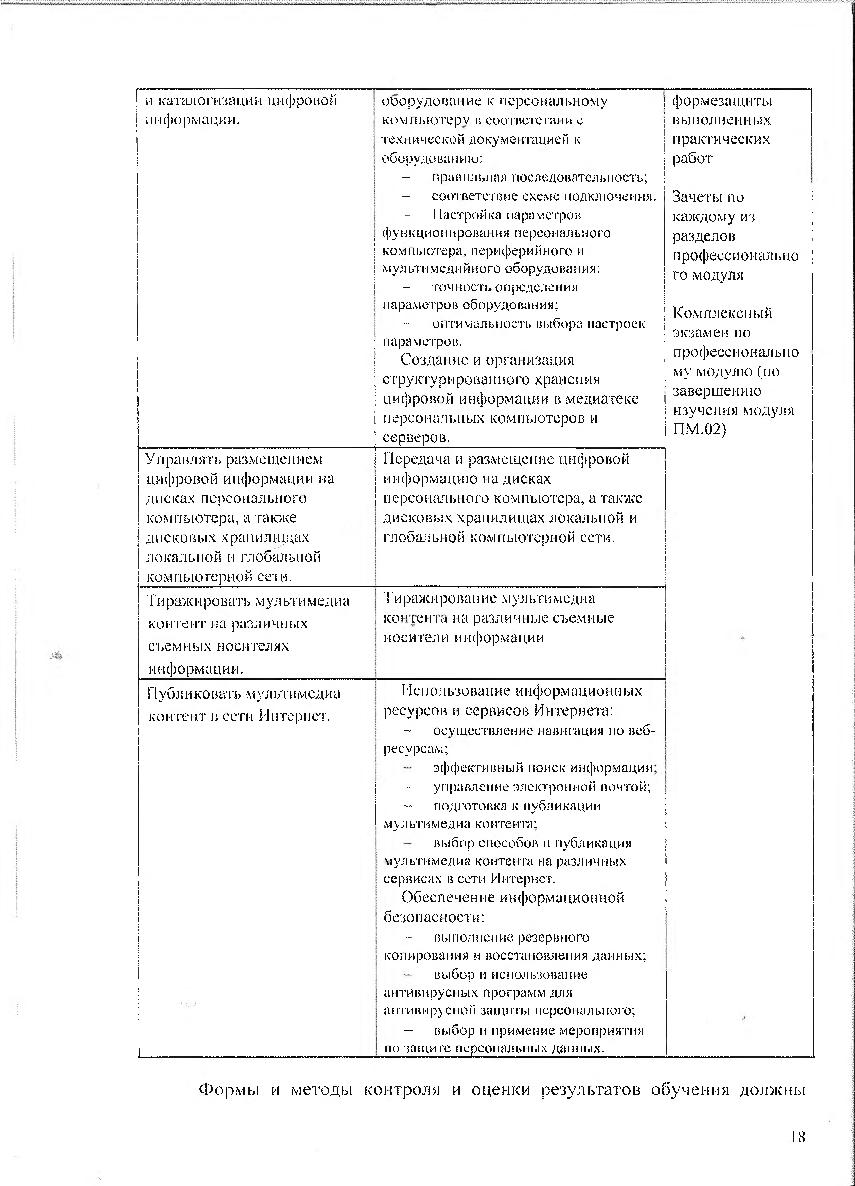 и каталогизации цифровой
информации.
оборудование к персональному
компьютеру в соответствии с
технической документацией к
оборудованию:
– правильная последовательность;
– соответствие схеме подключения.
– Настройка параметров
функционирования персонального
компьютера, периферийного и
мультимедийного оборудования:
– точность определения
параметров оборудования;
– оптимальность выбора настроек
параметров.
Создание и организация
структурированного хранения
цифровой информации в медиатеке
персональных компьютеров и
серверов.
формезащиты
выполненных
практических
работ
Зачеты по
каждому из
разделов
профессионально
го модуля
Комплексный
экзамен по
профессионально
му модулю (по
завершению
изучения модуля
ПМ.02)
Управлять размещением
цифровой информации на
дисках персонального
компьютера, а также
дисковых хранилищах
локальной и глобальной
компьютерной сети.
Передача и размещение цифровой
информацию на дисках
персонального компьютера, а также
дисковых хранилищах локальной и
глобальной компьютерной сети.
Тиражировать мультимедиа
контент на различных
съемных носителях
информации.
Тиражирование мультимедиа
контента на различные съемные
носители информации
Публиковать мультимедиа
контент в сети Интернет.
Использование информационных
ресурсов и сервисов Интернета:
– осуществление навигация по веб-
ресурсам;
– эффективный поиск информации;
– управление электронной почтой;
– подготовка к публикации
мультимедиа контента;
– выбор способов и публикация
мультимедиа контента на различных
сервисах в сети Интернет.
Обеспечение информационной
безопасности:
– выполнение резервного
копирования и восстановления данных;
– выбор и использование
антивирусных программ для
антивирусной защиты персонального;
– выбор и примение мероприятия
по защите персональных данных.
Формы и методы контроля и оценки результатов обучения должны
18